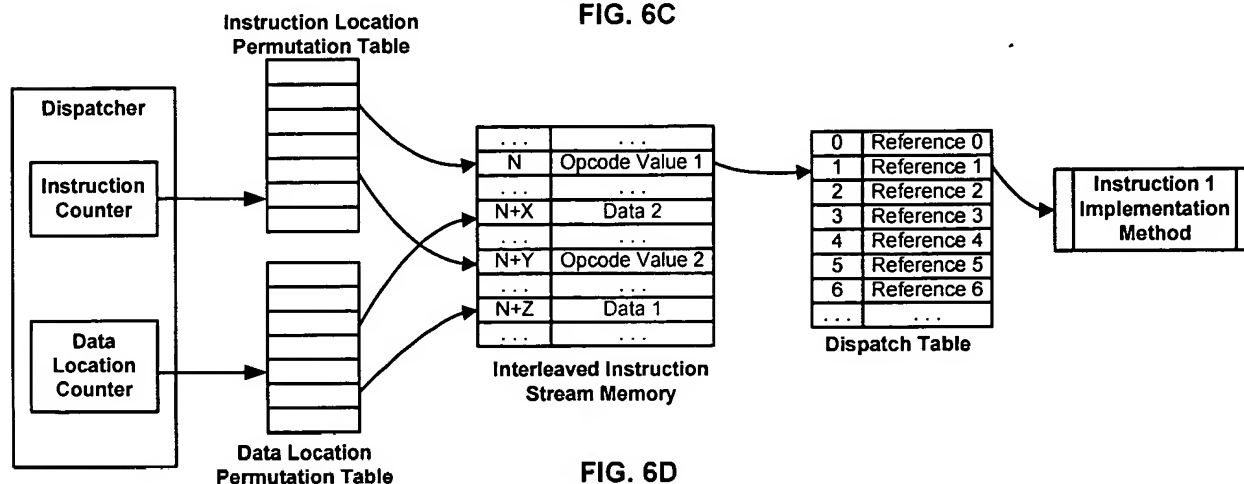 FIG. 6C
Instruction Location
Permutation Table
Dispatcher
Instruction
Counter
Data
Location
Counter
Data Location
Permutation Table
. . . . . .
N Opcode Value 1
. . . . . .
N+X Data 2
. . . . . .
N+Y Opcode Value 2
. . . . . .
N+Z Data 1
. . . . . .
Interleaved Instruction
Stream Memory
0 Reference 0
1 Reference 1
2 Reference 2
3 Reference 3
4 Reference 4
5 Reference 5
6 Reference 6
. . . . . .
Dispatch Table
Instruction 1
Implementation
Method
FIG. 6D